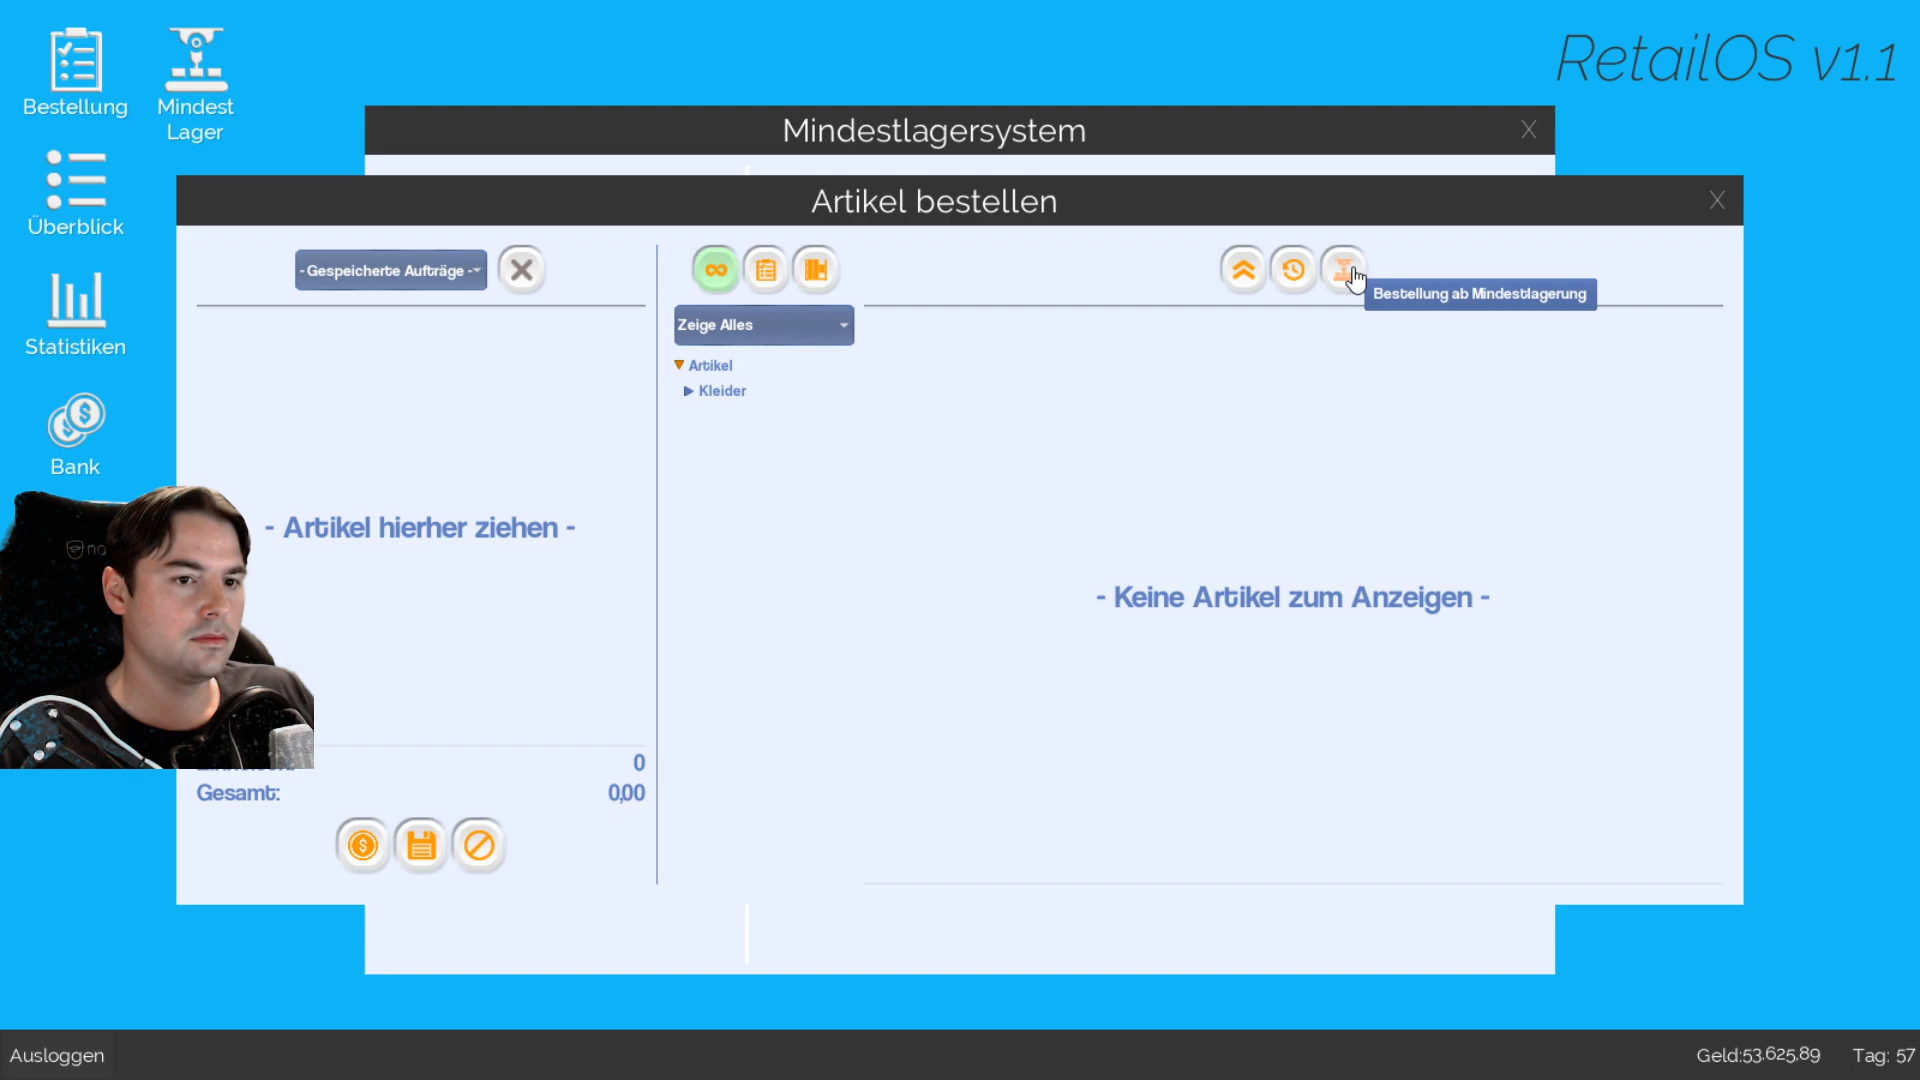 RetailOS v1.1
Bestellung
Mindest
Lager
Überblick
Statistiken
Bank
Mindestlagersystem
X
Artikel bestellen
X
- Gespeicherte Aufträge -
Bestellung ab Mindestlagerung
Zeige Alles
Artikel
Kleider
- Artikel hierher ziehen -
- Keine Artikel zum Anzeigen -
0
Gesamt: 0,00
Ausloggen
Geld:53.625,89
Tag: 57